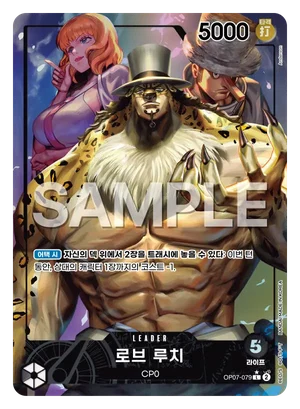 5000
打
SAMPLE
어택 시 자신의 덱 위에서 2장을 트래시에 놓을 수 있다: 이번 턴
동안, 상대의 캐릭터 1장까지의 코스트 -1.
LEADER
로브 루치
CP0
5
라이프
OP07-079 L
2